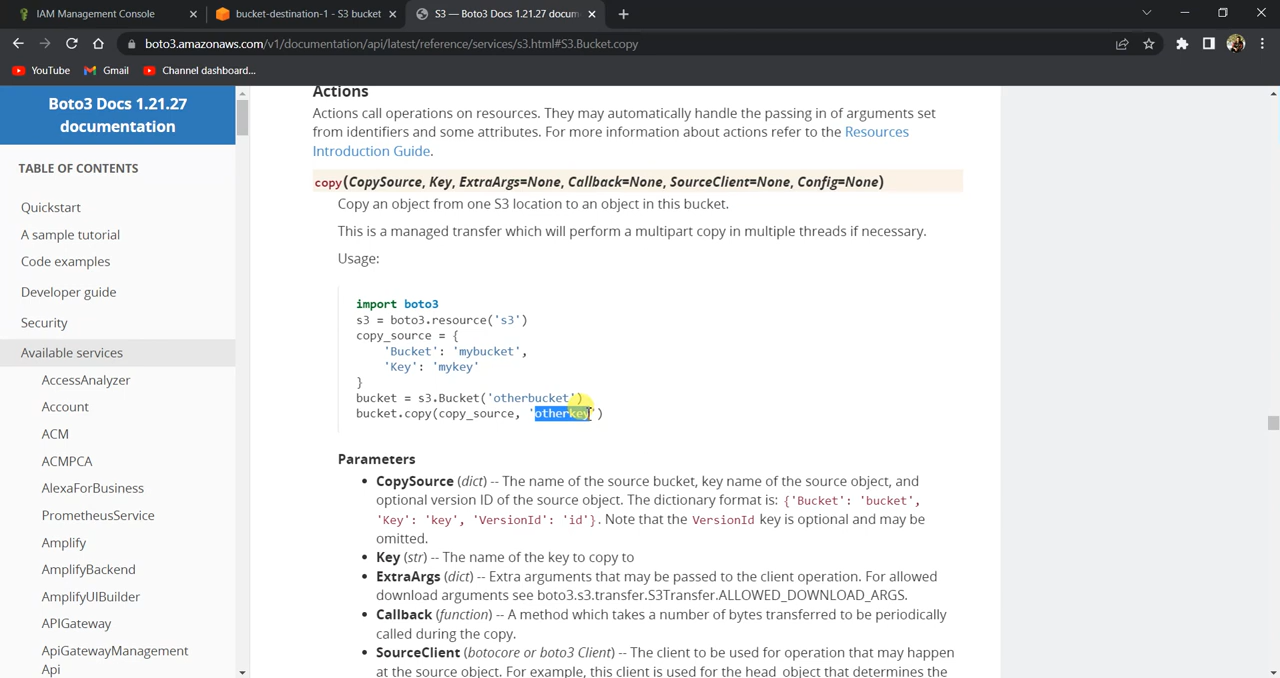 IAM Management Console
bucket-destination-1 - S3 bucket
S3 — Boto3 Docs 1.21.27 docum
boto3.amazonaws.com/v1/documentation/api/latest/reference/services/s3.html#S3.Bucket.copy
YouTube
Gmail
Channel dashboard...
Boto3 Docs 1.21.27
documentation
TABLE OF CONTENTS
Quickstart
A sample tutorial
Code examples
Developer guide
Security
Available services
AccessAnalyzer
Account
ACM
ACMPCA
AlexaForBusiness
PrometheusService
Amplify
AmplifyBackend
AmplifyUIBuilder
APIGateway
ApiGatewayManagement
Api
Actions
Actions call operations on resources. They may automatically handle the passing in of arguments set
from identifiers and some attributes. For more information about actions refer to the Resources
Introduction Guide.
copy(CopySource, Key, ExtraArgs=None, Callback=None, SourceClient=None, Config=None)
Copy an object from one S3 location to an object in this bucket.
This is a managed transfer which will perform a multipart copy in multiple threads if necessary.
Usage:
import boto3
s3 = boto3.resource('s3')
copy_source = {
'Bucket': 'mybucket',
'Key': 'mykey'
}
bucket = s3.Bucket('otherbucket')
bucket.copy(copy_source, 'otherkey')
Parameters
• CopySource (dict) -- The name of the source bucket, key name of the source object, and
optional version ID of the source object. The dictionary format is: {'Bucket': 'bucket',
'Key': 'key', 'VersionId': 'id'}. Note that the VersionId key is optional and may be
omitted.
• Key (str) -- The name of the key to copy to
• ExtraArgs (dict) -- Extra arguments that may be passed to the client operation. For allowed
download arguments see boto3.s3.transfer.S3Transfer.ALLOWED_DOWNLOAD_ARGS.
• Callback (function) -- A method which takes a number of bytes transferred to be periodically
called during the copy.
• SourceClient (botocore or boto3 Client) -- The client to be used for operation that may happen
at the source object. For example, this client is used for the head_object that determines the